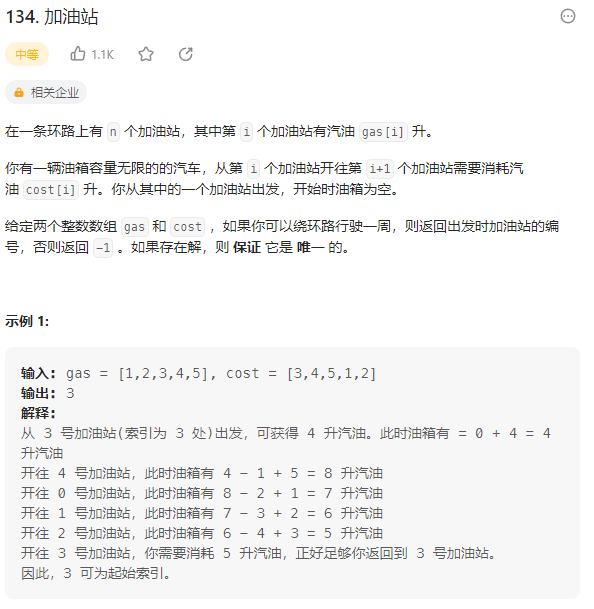 134. 加油站
中等 1.1K
相关企业
在一条环路上有 n 个加油站，其中第 i 个加油站有汽油 gas[i] 升。
你有一辆油箱容量无限的的汽车，从第 i 个加油站开往第 i+1 个加油站需要消耗汽
油 cost[i] 升。你从其中的一个加油站出发，开始时油箱为空。
给定两个整数数组 gas 和 cost ，如果你可以绕环路行驶一周，则返回出发时加油站的编
号，否则返回 -1 。如果存在解，则 保证 它是 唯一 的。
示例 1:
输入: gas = [1,2,3,4,5], cost = [3,4,5,1,2]
输出: 3
解释:
从 3 号加油站(索引为 3 处)出发，可获得 4 升汽油。此时油箱有 = 0 + 4 = 4
升汽油
开往 4 号加油站，此时油箱有 4 - 1 + 5 = 8 升汽油
开往 0 号加油站，此时油箱有 8 - 2 + 1 = 7 升汽油
开往 1 号加油站，此时油箱有 7 - 3 + 2 = 6 升汽油
开往 2 号加油站，此时油箱有 6 - 4 + 3 = 5 升汽油
开往 3 号加油站，你需要消耗 5 升汽油，正好足够你返回到 3 号加油站。
因此，3 可为起始索引。